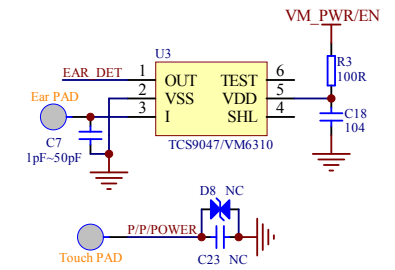 VM_PWR/EN
U3
R3
100R
EAR_DET
1 OUT TEST 6
2 VSS VDD 5
3 I SHL 4
Ear PAD
C7
1pF~50pF
C18
104
TCS9047/VM6310
D8 NC
P/P/POWER
Touch PAD
C23 NC